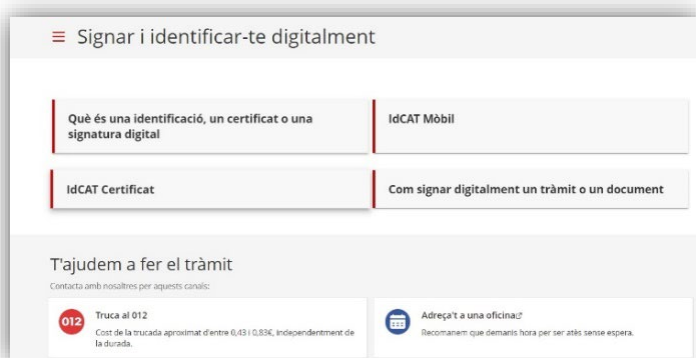 Signar i identificar-te digitalment
Què és una identificació, un certificat o una
signatura digital
IdCAT Mòbil
IdCAT Certificat
Com signar digitalment un tràmit o un document
T'ajudem a fer el tràmit
Contacta amb nosaltres per aquests canals:
012
Truca al 012
Cost de la trucada aproximat d'entre 0,43 i 0,83€, independentment de
la durada.
Adreça't a una oficina
Recomanem que demanis hora per ser atès sense espera.